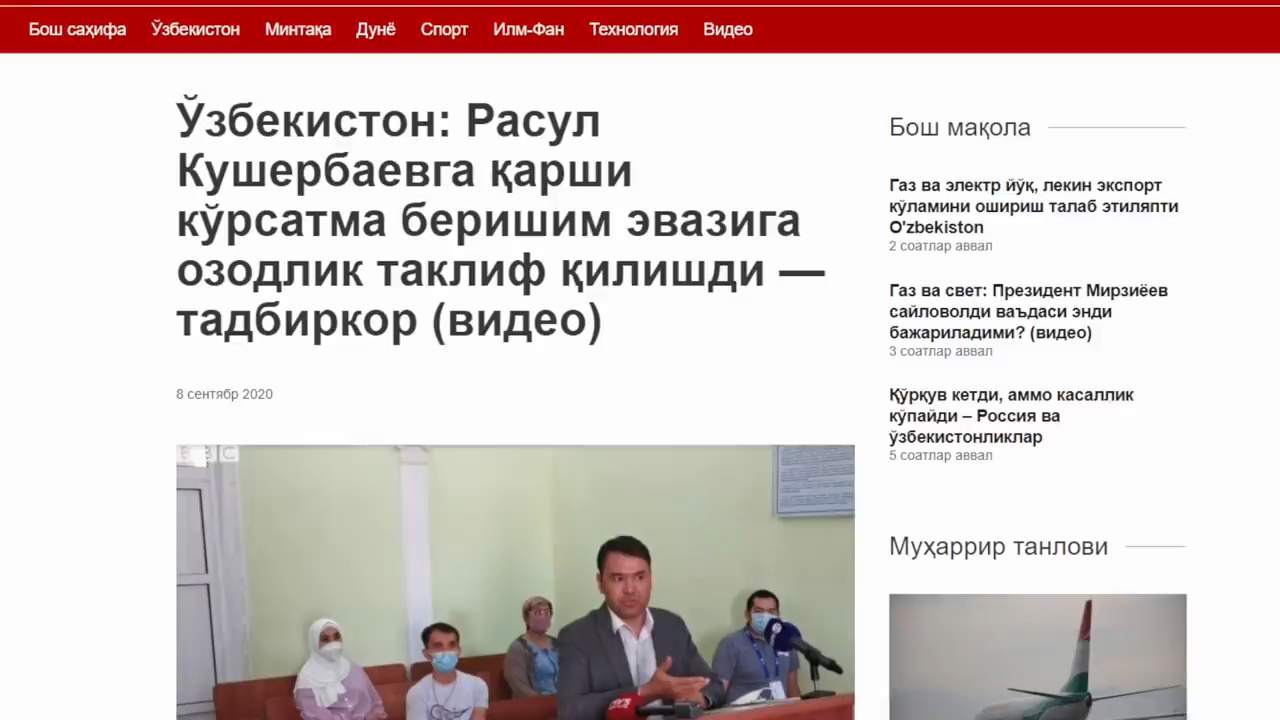 Бош саҳифа Ўзбекистон Минтақа Дунё Спорт Илм-Фан Технология Видео
Ўзбекистон: Расул
Кушербаевга қарши
кўрсатма беришим эвазига
озодлик таклиф қилишди —
тадбиркор (видео)
8 сентябр 2020
BBC
Бош мақола
Газ ва электр йўқ, лекин экспорт
кўламини ошириш талаб этиляпти
O'zbekiston
2 соатлар аввал
Газ ва свет: Президент Мирзиёев
сайловолди ваъдаси энди
бажариладими? (видео)
3 соатлар аввал
Қўрқув кетди, аммо касаллик
кўпайди – Россия ва
ўзбекистонликлар
5 соатлар аввал
Муҳаррир танлови